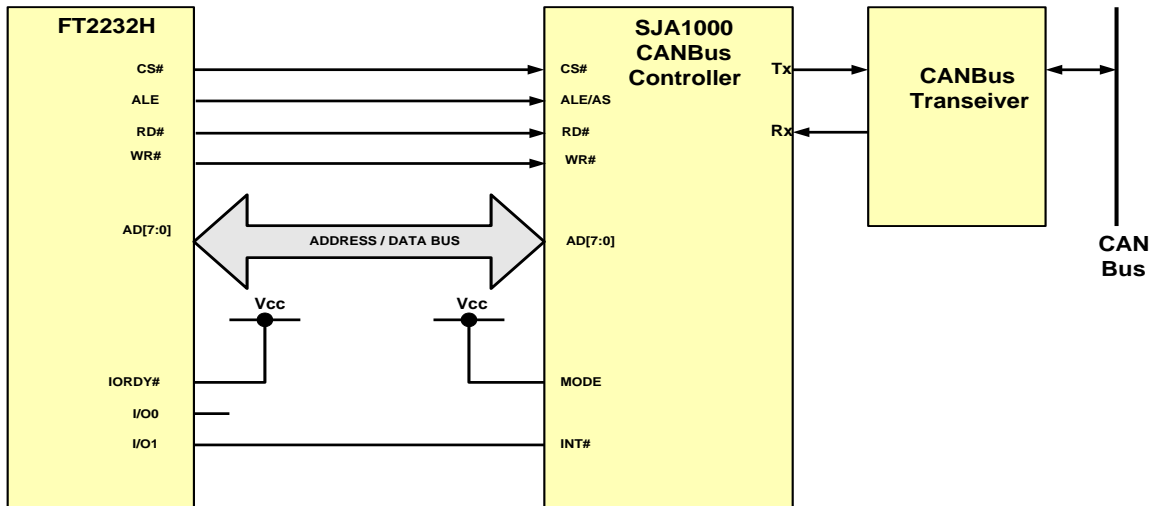 FT2232H
CS#
ALE
RD#
WR#
AD[7:0]
IORDY#
I/O0
I/O1
ADDRESS / DATA BUS
Vcc
Vcc
SJA1000
CANBus
Controller
CS#
ALE/AS
RD#
WR#
AD[7:0]
MODE
INT#
Tx
Rx
CANBus
Transeiver
CAN
Bus